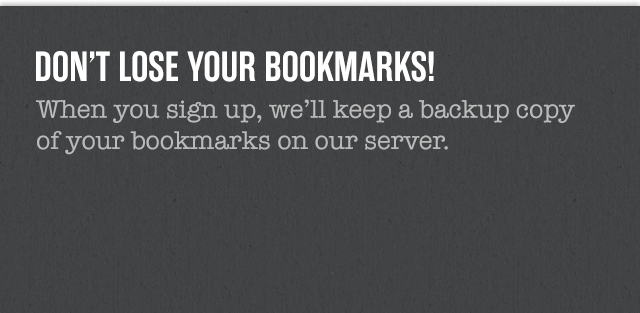 DON’T LOSE YOUR BOOKMARKS!
When you sign up, we’ll keep a backup copy
of your bookmarks on our server.